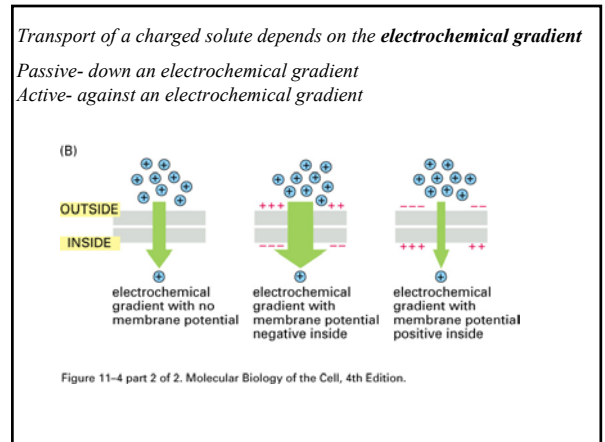 Transport of a charged solute depends on the electrochemical gradient
Passive- down an electrochemical gradient
Active- against an electrochemical gradient
(B)
OUTSIDE
INSIDE
+++ ++
--- --
--- --
+++ ++
+
+
+
electrochemical
gradient with no
membrane potential
electrochemical
gradient with
membrane potential
negative inside
electrochemical
gradient with
membrane potential
positive inside
Figure 11–4 part 2 of 2. Molecular Biology of the Cell, 4th Edition.